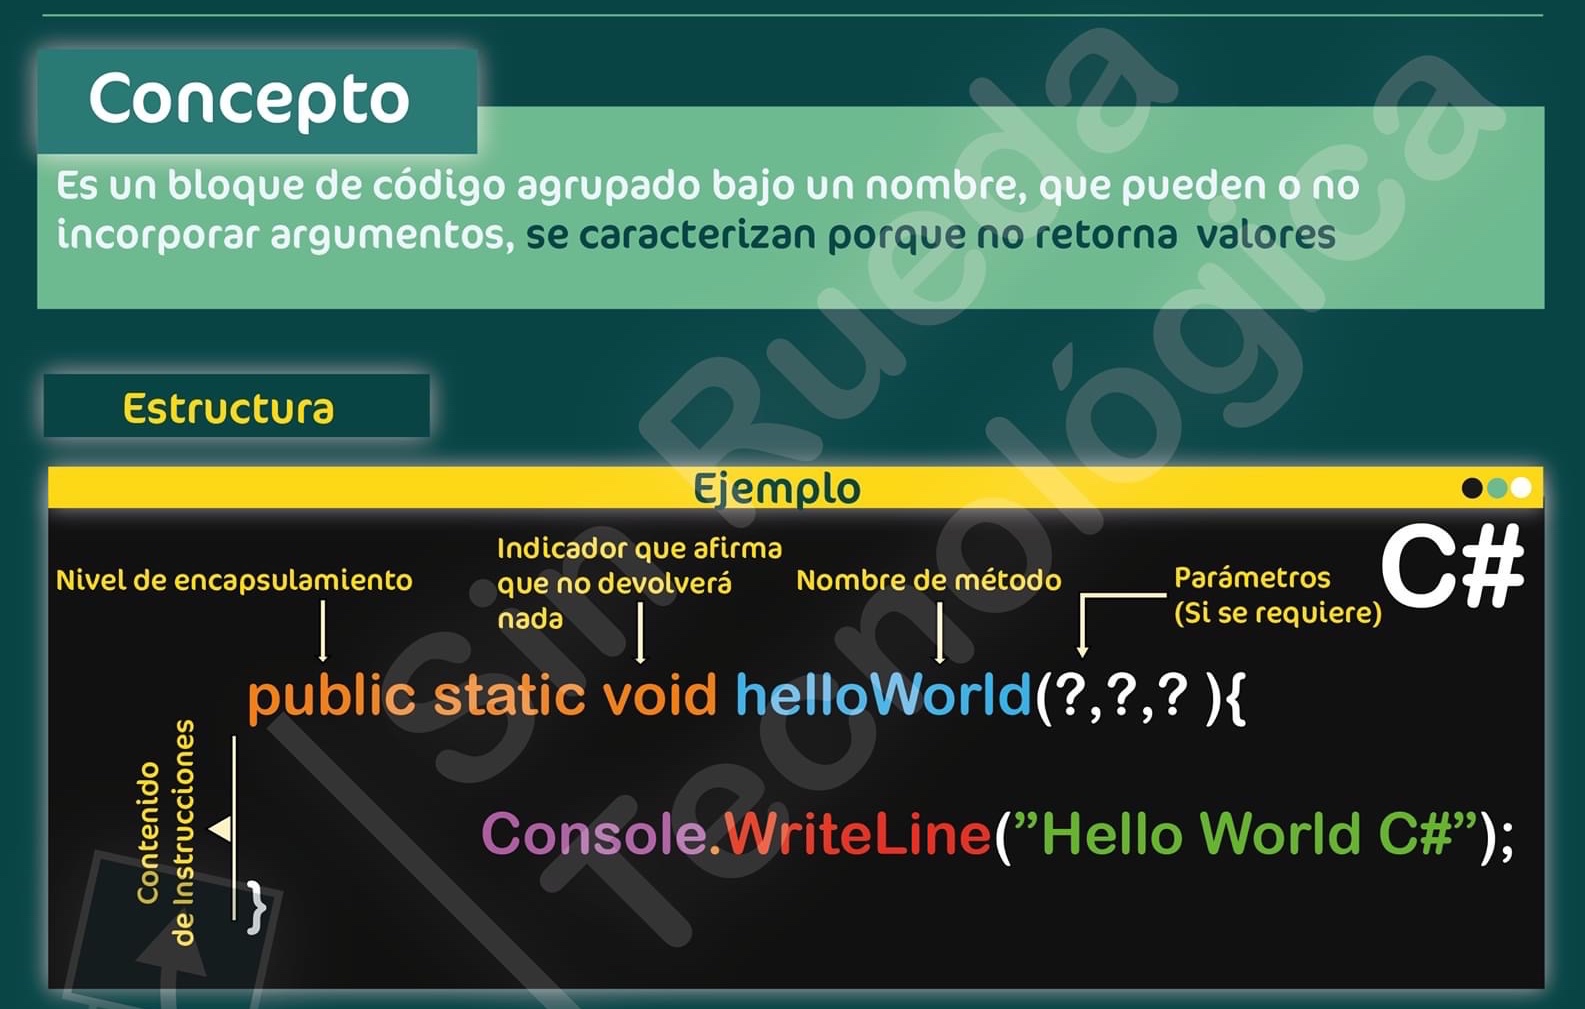 Concepto
Es un bloque de código agrupado bajo un nombre, que pueden o no
incorporar argumentos, se caracterizan porque no retorna valores
Estructura
Ejemplo
C#
Nivel de encapsulamiento
Indicador que afirma
que no devolverá
nada
Nombre de método
Parámetros
(Si se requiere)
public static void helloWorld(?,?,? ){
Contenido
de Instrucciones
Console.WriteLine(”Hello World C#”);
}
Sin Rueda
Tecnológica